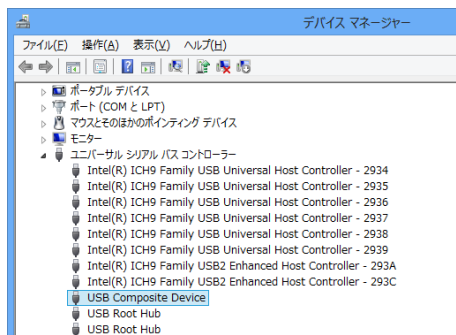 デバイス マネージャー
ファイル(F) 操作(A) 表示(V) ヘルプ(H)
ポータブル デバイス
ポート (COM と LPT)
マウスとそのほかのポインティング デバイス
モニター
ユニバーサル シリアル バス コントローラー
Intel(R) ICH9 Family USB Universal Host Controller - 2934
Intel(R) ICH9 Family USB Universal Host Controller - 2935
Intel(R) ICH9 Family USB Universal Host Controller - 2936
Intel(R) ICH9 Family USB Universal Host Controller - 2937
Intel(R) ICH9 Family USB Universal Host Controller - 2938
Intel(R) ICH9 Family USB Universal Host Controller - 2939
Intel(R) ICH9 Family USB2 Enhanced Host Controller - 293A
Intel(R) ICH9 Family USB2 Enhanced Host Controller - 293C
USB Composite Device
USB Root Hub
USB Root Hub